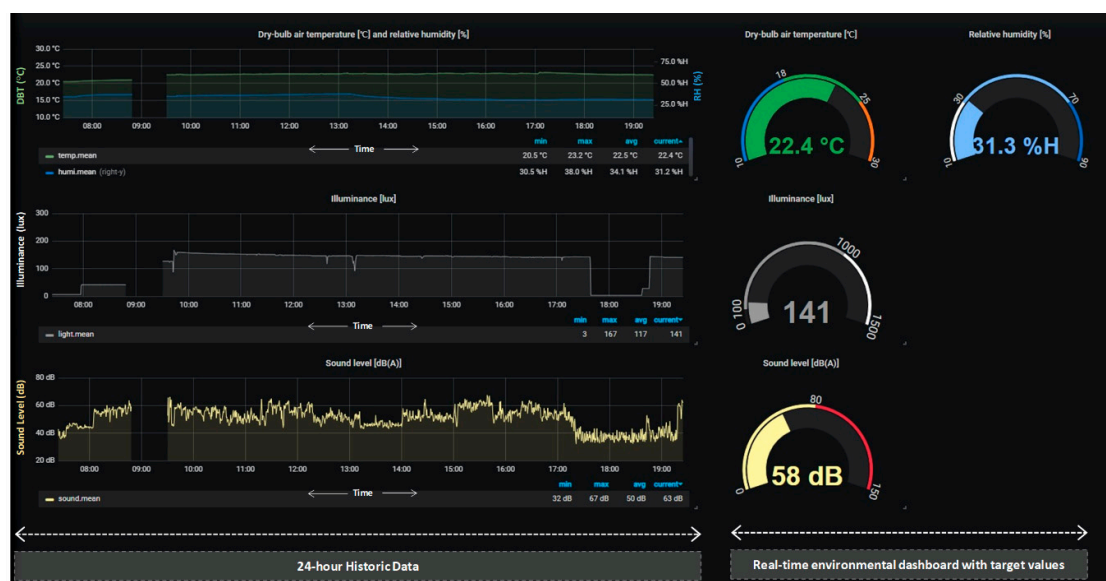 Dry-bulb air temperature [℃] and relative humidity [%]
30.0 °C
25.0 °C
20.0 °C
15.0 °C
10.0 °C
DBT (°C)
75.0 %H
50.0 %H
25.0 %H
RH (%)
08:00 09:00 10:00 11:00 12:00 13:00 14:00 15:00 16:00 17:00 18:00 19:00
Time
min max avg current
temp.mean 20.5 °C 23.2 °C 22.5 °C 22.4 °C
humi.mean (right-y) 30.5 %H 38.0 %H 34.1 %H 31.2 %H
Dry-bulb air temperature [℃]
10 18 25 30
22.4 °C
Relative humidity [%]
10 30 70 90
31.3 %H
Illuminance [lux]
300
200
100
0
Illuminance (lux)
08:00 09:00 10:00 11:00 12:00 13:00 14:00 15:00 16:00 17:00 18:00 19:00
Time
min max avg current
light.mean 3 167 117 141
Illuminance [lux]
0 100 1000 1500
141
Sound level [dB(A)]
80 dB
60 dB
40 dB
20 dB
Sound Level (dB)
08:00 09:00 10:00 11:00 12:00 13:00 14:00 15:00 16:00 17:00 18:00 19:00
Time
min max avg current
sound.mean 32 dB 67 dB 50 dB 63 dB
Sound level [dB(A)]
0 80 150
58 dB
24-hour Historic Data
Real-time environmental dashboard with target values